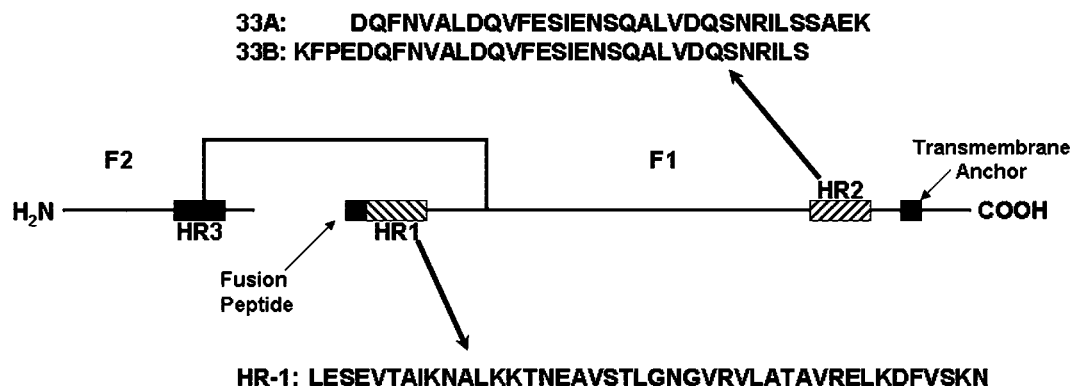 33A: DQFNVALDQVFESIENSQALVDQSNRILSSAEK
33B: KFPEDQFNVALDQVFESIENSQALVDQSNRILS
F2
F1
Transmembrane
Anchor
HR2
H2N
COOH
HR3
HR1
Fusion
Peptide
HR-1: LESEVTAIKNALKKTNEAVSTLGNGVRVLATAVRELKDFVSKN